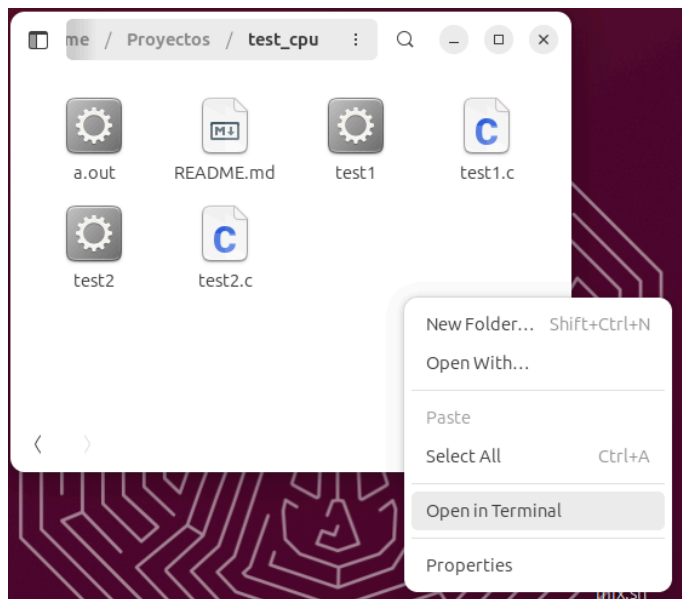 me / Proyectos / test_cpu
a.out
README.md
test1
test1.c
test2
test2.c
New Folder... Shift+Ctrl+N
Open With...
Paste
Select All Ctrl+A
Open in Terminal
Properties